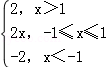 2, x>1
2x, -1≤x≤1
-2, x<-1